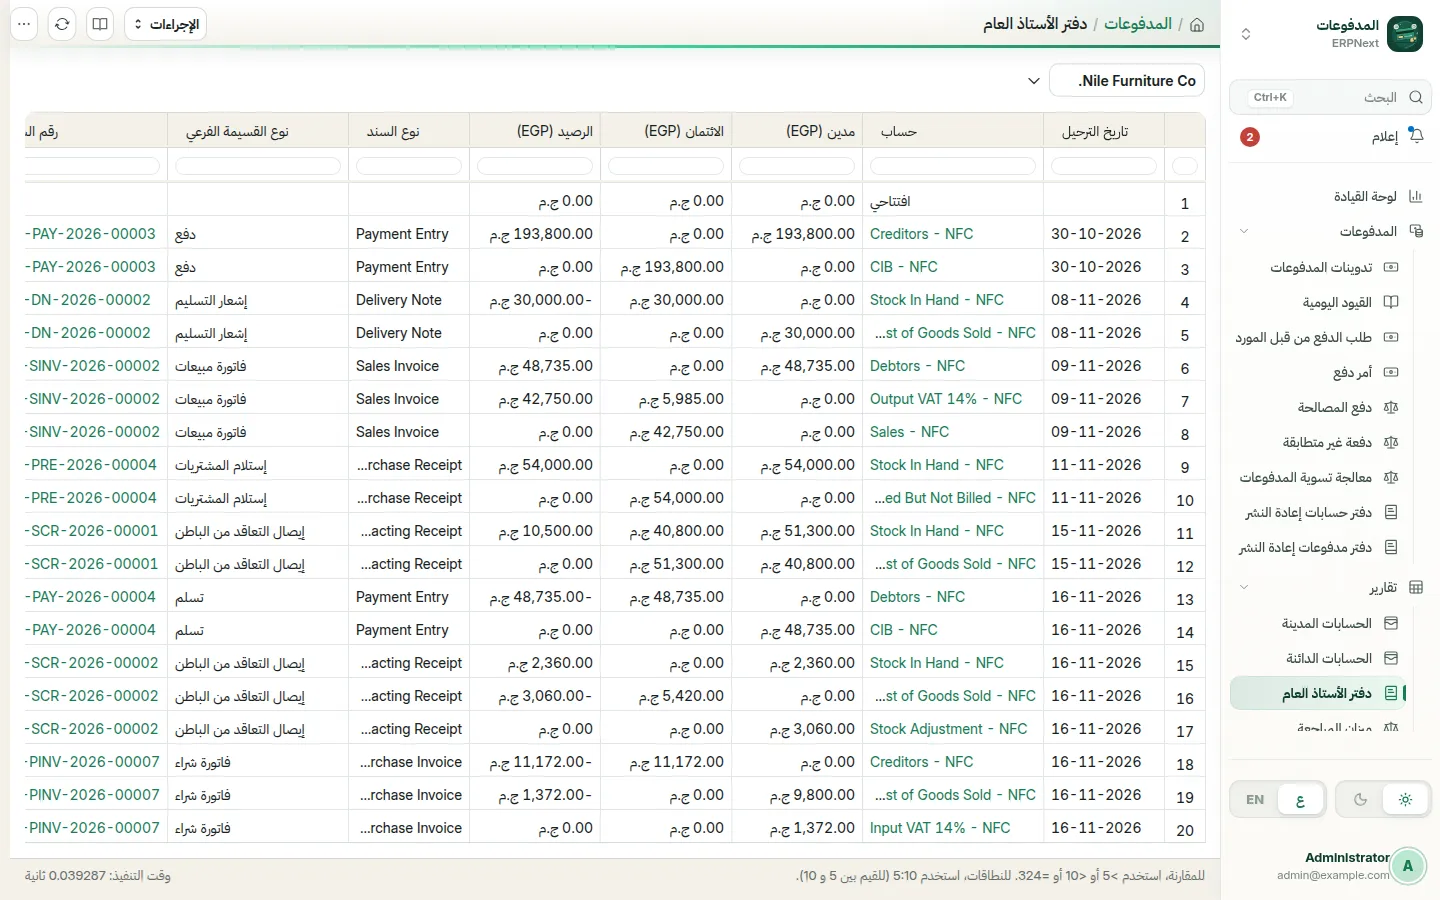 المدفوعات
ERPNext
البحث
Ctrl+K
إعلام
2
لوحة القيادة
المدفوعات
تدوينات المدفوعات
القيود اليومية
طلب الدفع من قبل المورد
أمر دفع
دفع المصالحة
دفعة غير متطابقة
معالجة تسوية المدفوعات
دفتر حسابات إعادة النشر
دفتر مدفوعات إعادة النشر
تقارير
الحسابات المدينة
الحسابات الدائنة
دفتر الأستاذ العام
ميزان المراجعة
ع
EN
Administrator
admin@example.com
A
المدفوعات / دفتر الأستاذ العام
الإجراءات
Nile Furniture Co.
تاريخ الترحيل حساب مدين (EGP) الائتمان (EGP) الرصيد (EGP) نوع السند نوع القسيمة الفرعي رقم
1 افتتاحي 0.00 ج.م 0.00 ج.م 0.00 ج.م
2 30-10-2026 Creditors - NFC 193,800.00 ج.م 0.00 ج.م 193,800.00 ج.م Payment Entry دفع -PAY-2026-00003
3 30-10-2026 CIB - NFC 0.00 ج.م 193,800.00 ج.م 0.00 ج.م Payment Entry دفع -PAY-2026-00003
4 08-11-2026 Stock In Hand - NFC 0.00 ج.م 30,000.00 ج.م -30,000.00 ج.م Delivery Note إشعار التسليم -DN-2026-00002
5 08-11-2026 ...st of Goods Sold - NFC 30,000.00 ج.م 0.00 ج.م 0.00 ج.م Delivery Note إشعار التسليم -DN-2026-00002
6 09-11-2026 Debtors - NFC 48,735.00 ج.م 0.00 ج.م 48,735.00 ج.م Sales Invoice فاتورة مبيعات -SINV-2026-00002
7 09-11-2026 Output VAT 14% - NFC 0.00 ج.م 5,985.00 ج.م 42,750.00 ج.م Sales Invoice فاتورة مبيعات -SINV-2026-00002
8 09-11-2026 Sales - NFC 0.00 ج.م 42,750.00 ج.م 0.00 ج.م Sales Invoice فاتورة مبيعات -SINV-2026-00002
9 11-11-2026 Stock In Hand - NFC 54,000.00 ج.م 0.00 ج.م 54,000.00 ج.م ...rchase Receipt إستلام المشتريات -PRE-2026-00004
10 11-11-2026 ...ed But Not Billed - NFC 0.00 ج.م 54,000.00 ج.م 0.00 ج.م ...rchase Receipt إستلام المشتريات -PRE-2026-00004
11 15-11-2026 Stock In Hand - NFC 51,300.00 ج.م 40,800.00 ج.م 10,500.00 ج.م ...acting Receipt إيصال التعاقد من الباطن -SCR-2026-00001
12 15-11-2026 ...st of Goods Sold - NFC 40,800.00 ج.م 51,300.00 ج.م 0.00 ج.م ...acting Receipt إيصال التعاقد من الباطن -SCR-2026-00001
13 16-11-2026 Debtors - NFC 0.00 ج.م 48,735.00 ج.م -48,735.00 ج.م Payment Entry تسلم -PAY-2026-00004
14 16-11-2026 CIB - NFC 48,735.00 ج.م 0.00 ج.م 0.00 ج.م Payment Entry تسلم -PAY-2026-00004
15 16-11-2026 Stock In Hand - NFC 2,360.00 ج.م 0.00 ج.م 2,360.00 ج.م ...acting Receipt إيصال التعاقد من الباطن -SCR-2026-00002
16 16-11-2026 ...st of Goods Sold - NFC 0.00 ج.م 5,420.00 ج.م -3,060.00 ج.م ...acting Receipt إيصال التعاقد من الباطن -SCR-2026-00002
17 16-11-2026 Stock Adjustment - NFC 3,060.00 ج.م 0.00 ج.م 0.00 ج.م ...acting Receipt إيصال التعاقد من الباطن -SCR-2026-00002
18 16-11-2026 Creditors - NFC 0.00 ج.م 11,172.00 ج.م -11,172.00 ج.م ...rchase Invoice فاتورة شراء -PINV-2026-00007
19 16-11-2026 ...st of Goods Sold - NFC 9,800.00 ج.م 0.00 ج.م -1,372.00 ج.م ...rchase Invoice فاتورة شراء -PINV-2026-00007
20 16-11-2026 Input VAT 14% - NFC 1,372.00 ج.م 0.00 ج.م 0.00 ج.م ...rchase Invoice فاتورة شراء -PINV-2026-00007
للمقارنة، استخدم >5 أو <10 أو =324. للنطاقات، استخدم 5:10 (للقيم بين 5 و 10).
وقت التنفيذ: 0.039287 ثانية